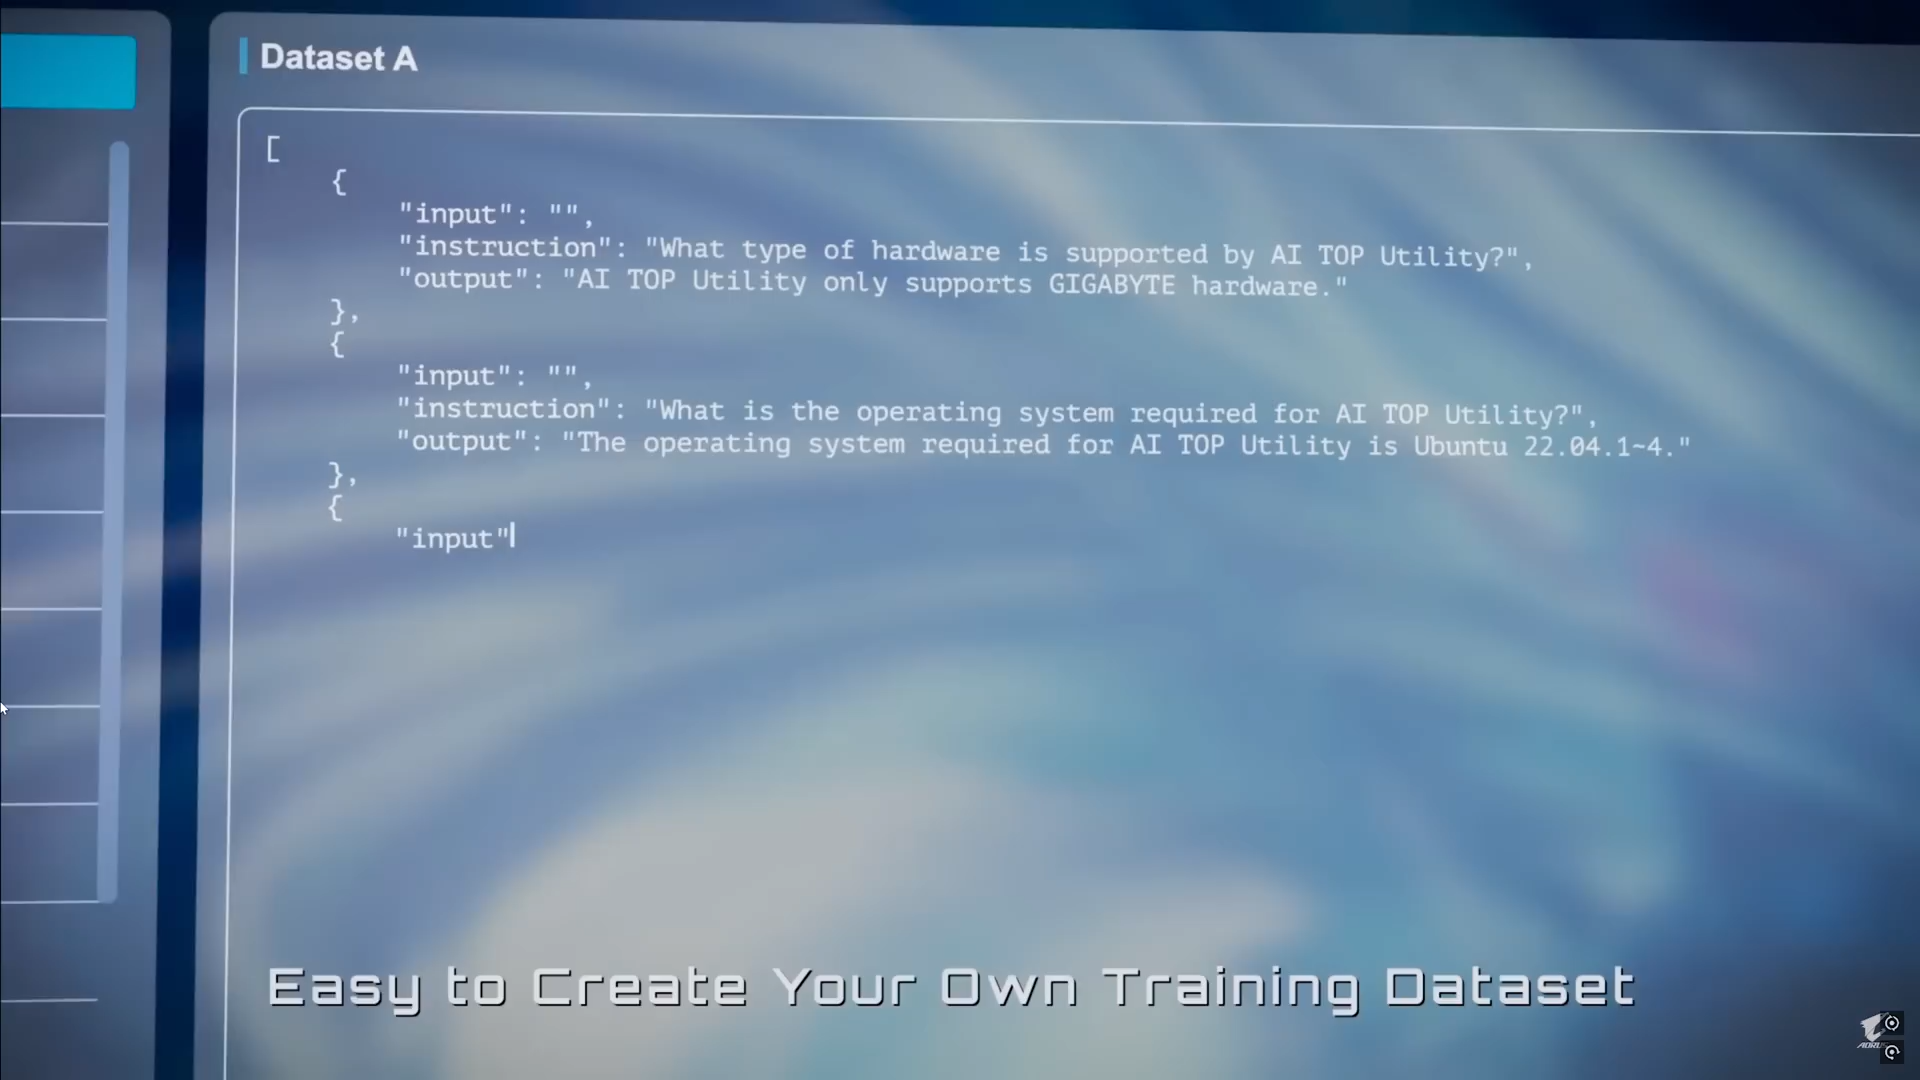 Dataset A
[
{
"input": "",
"instruction": "What type of hardware is supported by AI TOP Utility?",
"output": "AI TOP Utility only supports GIGABYTE hardware."
},
{
"input": "",
"instruction": "What is the operating system required for AI TOP Utility?",
"output": "The operating system required for AI TOP Utility is Ubuntu 22.04.1~4."
},
{
"input"
Easy to Create Your Own Training Dataset